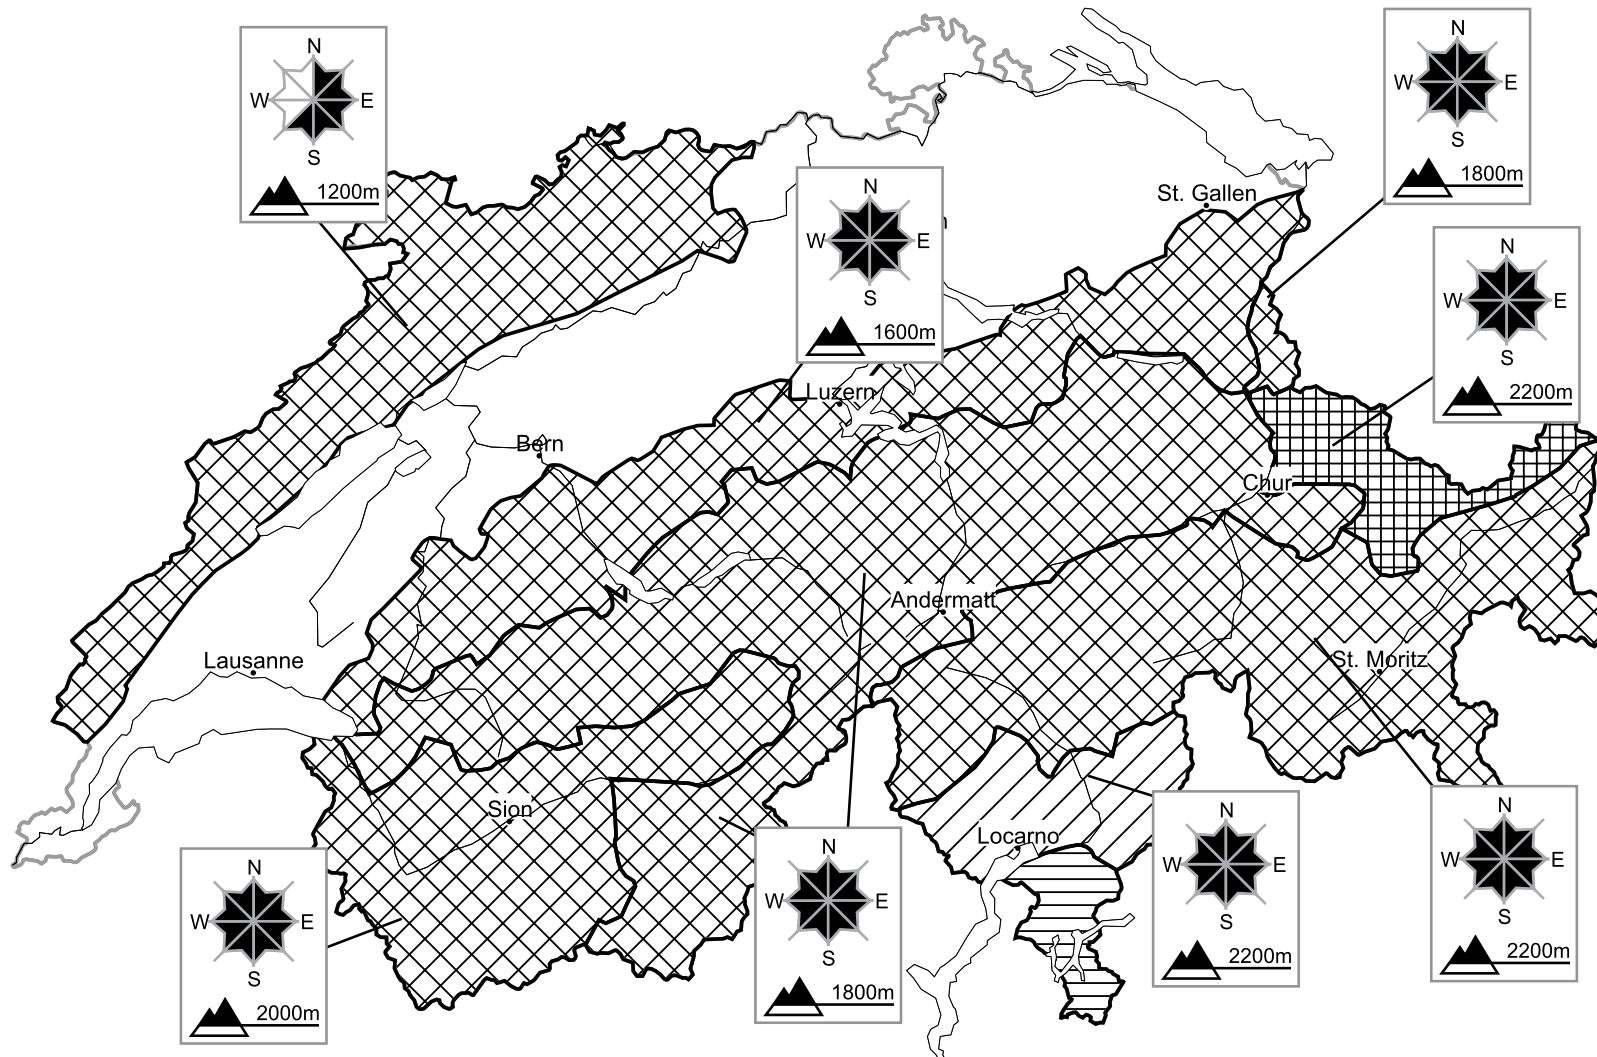 N
W E
S
1200m
N
W E
S
1800m
St. Gallen
N
W E
S
1600m
N
W E
S
2200m
Luzern
Bern
Chur
Andermatt
Lausanne
St. Moritz
Sion
Locarno
N
W E
S
2000m
N
W E
S
1800m
N
W E
S
2200m
N
W E
S
2200m